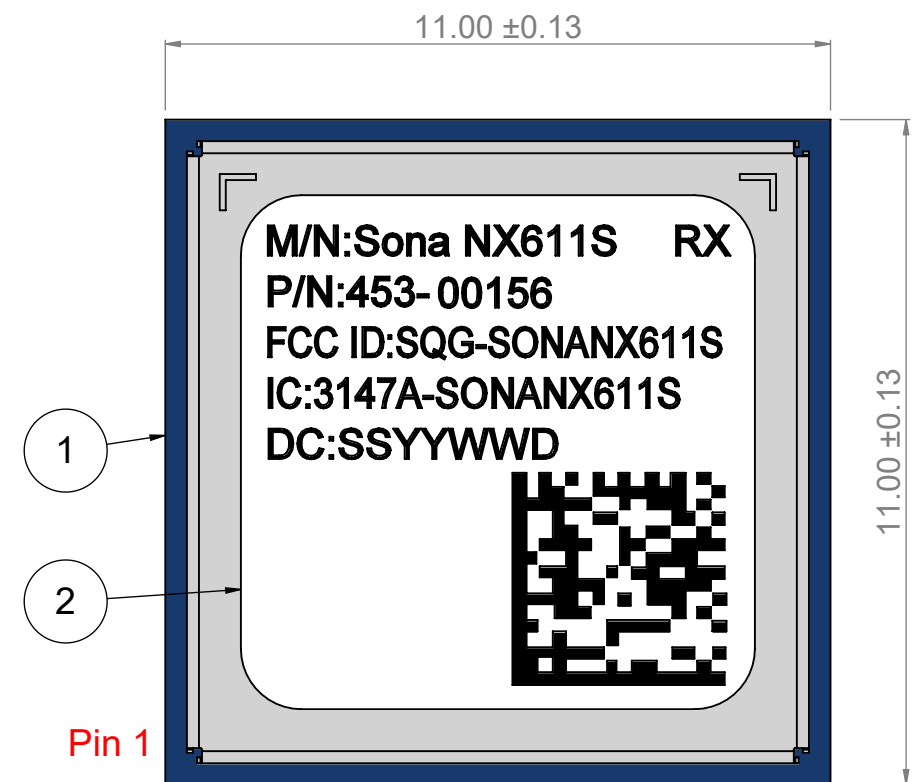 11.00 ±0.13
M/N:Sona NX611S RX
P/N:453-00156
FCC ID:SQG-SONANX611S
IC:3147A-SONANX611S
DC:SSYYWWD
11.00 ±0.13
1
2
Pin 1